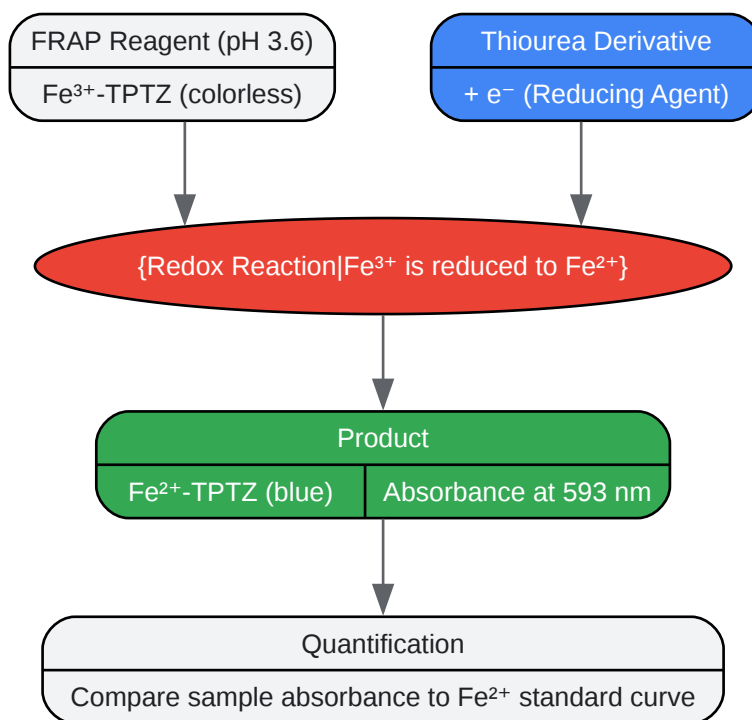 FRAP Reagent (pH 3.6)
Fe³⁺-TPTZ (colorless)
Thiourea Derivative
+ e⁻ (Reducing Agent)
{Redox Reaction|Fe³⁺ is reduced to Fe²⁺}
Product
Fe²⁺-TPTZ (blue)
Absorbance at 593 nm
Quantification
Compare sample absorbance to Fe²⁺ standard curve